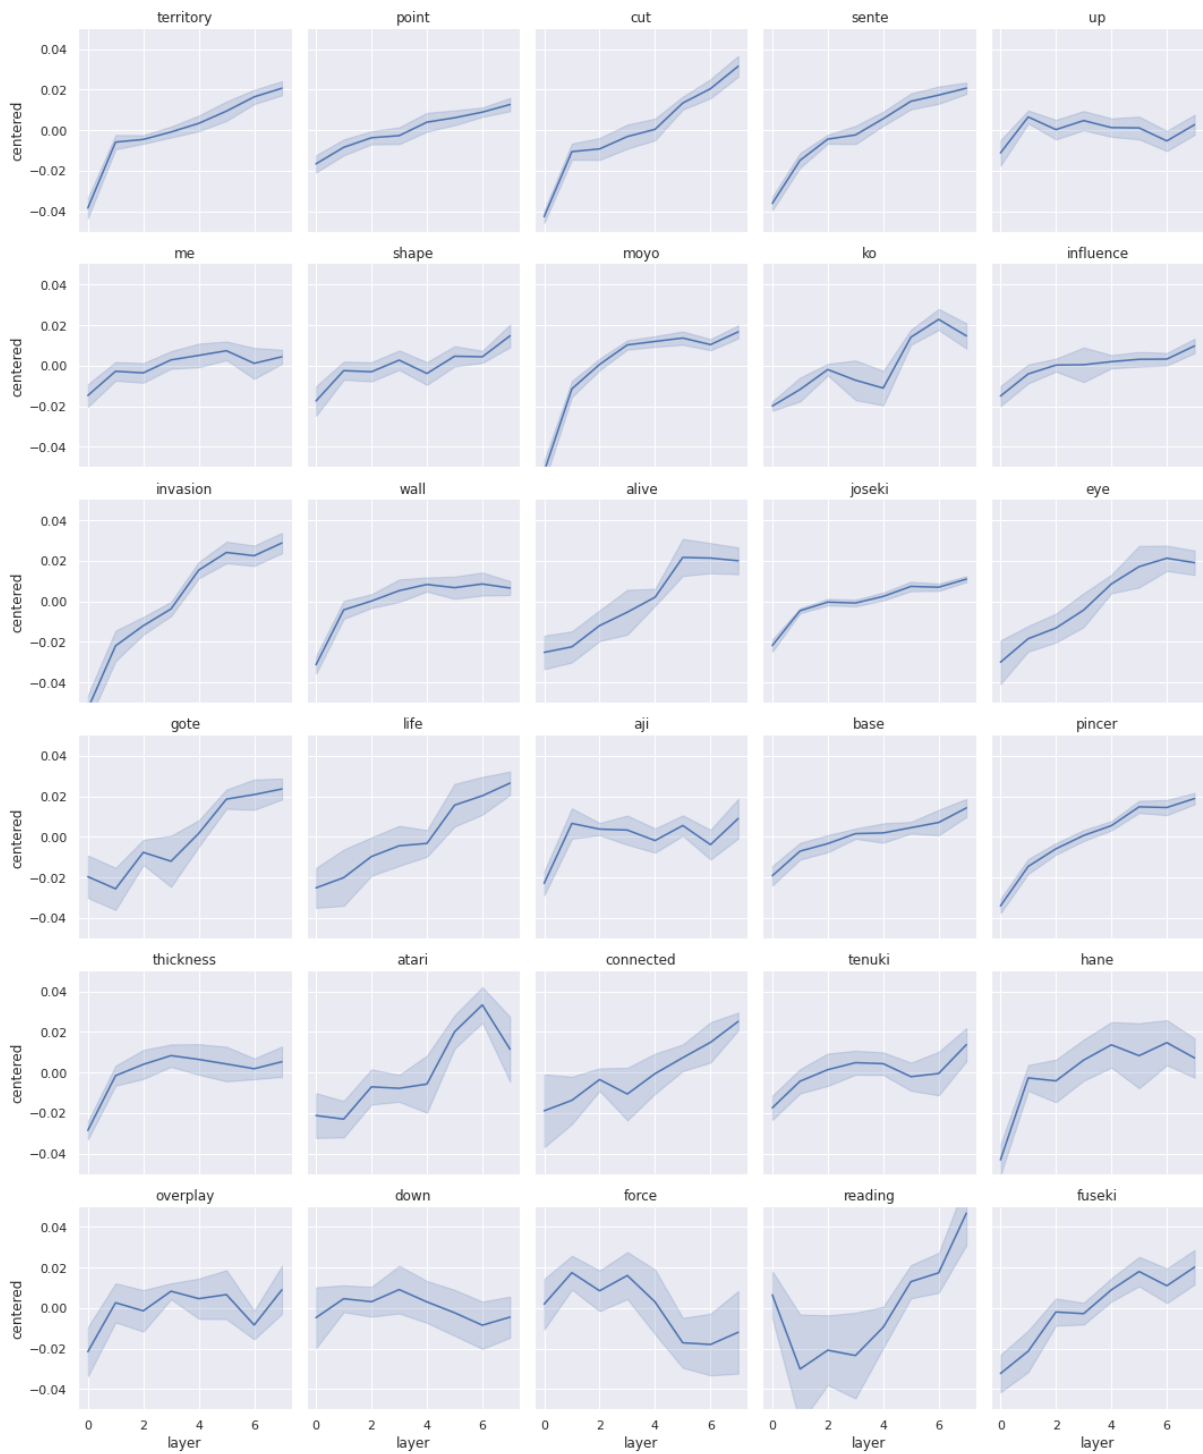 territory point cut sente up
0.04
0.02
0.00
−0.02
−0.04
centered
me shape moyo ko influence
0.04
0.02
0.00
−0.02
−0.04
centered
invasion wall alive joseki eye
0.04
0.02
0.00
−0.02
−0.04
centered
gote life aji base pincer
0.04
0.02
0.00
−0.02
−0.04
centered
thickness atari connected tenuki hane
0.04
0.02
0.00
−0.02
−0.04
centered
overplay down force reading fuseki
0.04
0.02
0.00
−0.02
−0.04
centered
0 2 4 6 0 2 4 6 0 2 4 6 0 2 4 6 0 2 4 6
layer layer layer layer layer